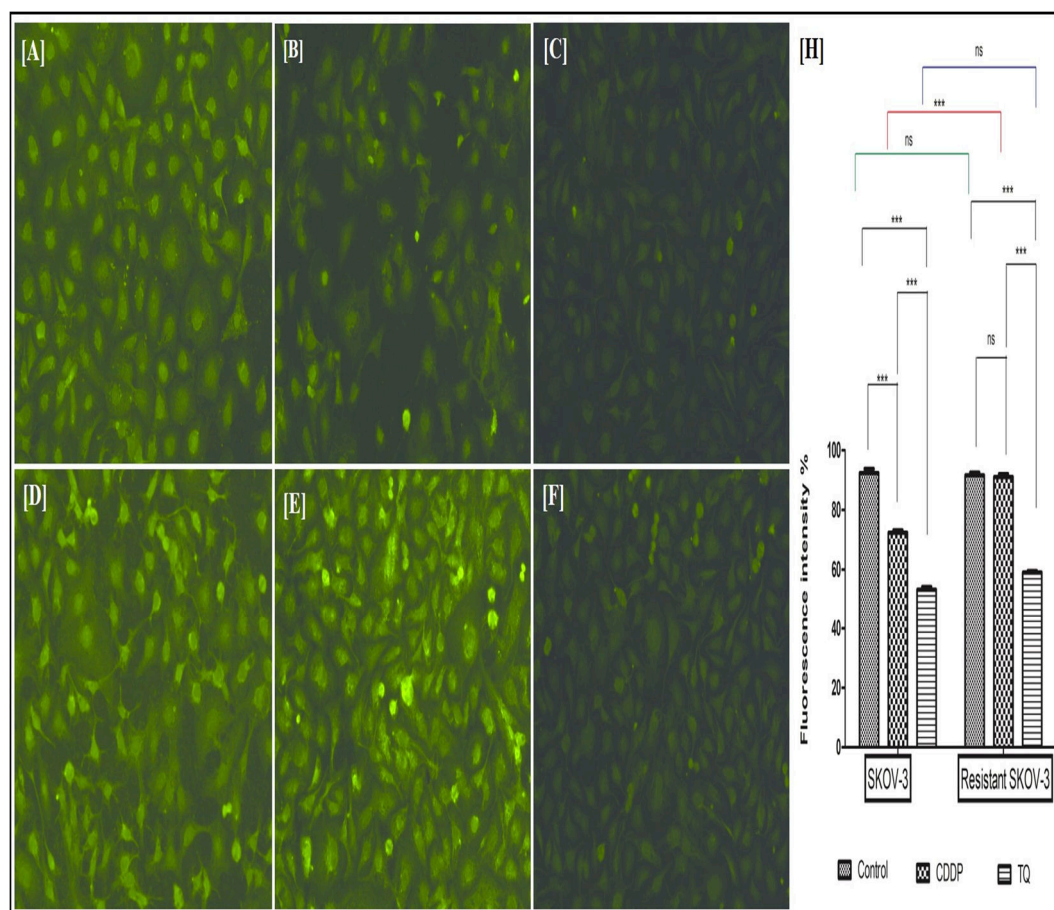 [A]
[B]
[C]
[D]
[E]
[F]
[H]
ns
***
ns
***
***
***
***
ns
***
Fluorescence intensity %
100
80
60
40
20
0
SKOV-3
Resistant SKOV-3
Control
CDDP
TQ